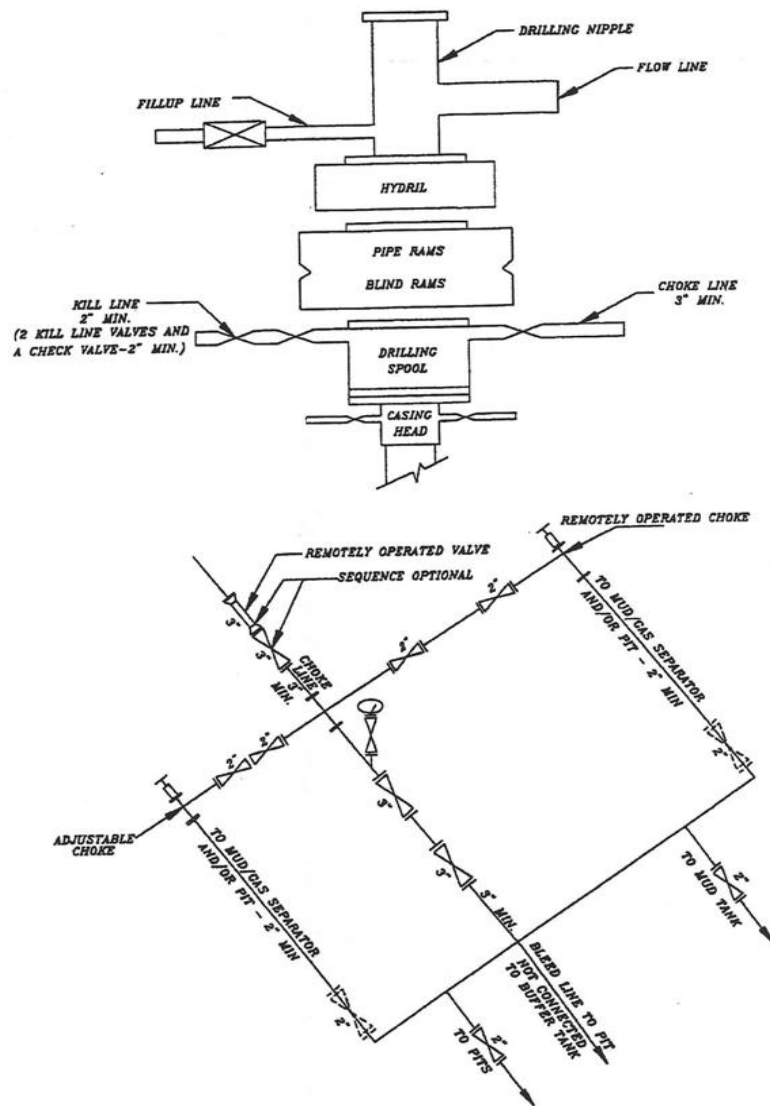 DRILLING NIPPLE
FLOW LINE
FILLUP LINE
HYDRIL
PIPE RAMS
BLIND RAMS
KILL LINE
2" MIN.
(2 KILL LINE VALVES AND
A CHECK VALVE-2" MIN.)
CHOKE LINE
3" MIN.
DRILLING
SPOOL
CASING
HEAD
REMOTELY OPERATED CHOKE
REMOTELY OPERATED VALVE
SEQUENCE OPTIONAL
3"
3"
CHOKE
LINE
3"
MIN.
2"
2"
TO MUD/GAS SEPARATOR
AND/OR PIT - 2" MIN
2"
2"
2"
ADJUSTABLE
CHOKE
TO MUD/GAS SEPARATOR
AND/OR PIT - 2" MIN
2"
3"
3"
3" MIN.
2"
TO MUD TANK
BLEED LINE TO PIT
NOT CONNECTED
TO BUFFER TANK
2"
TO PITS